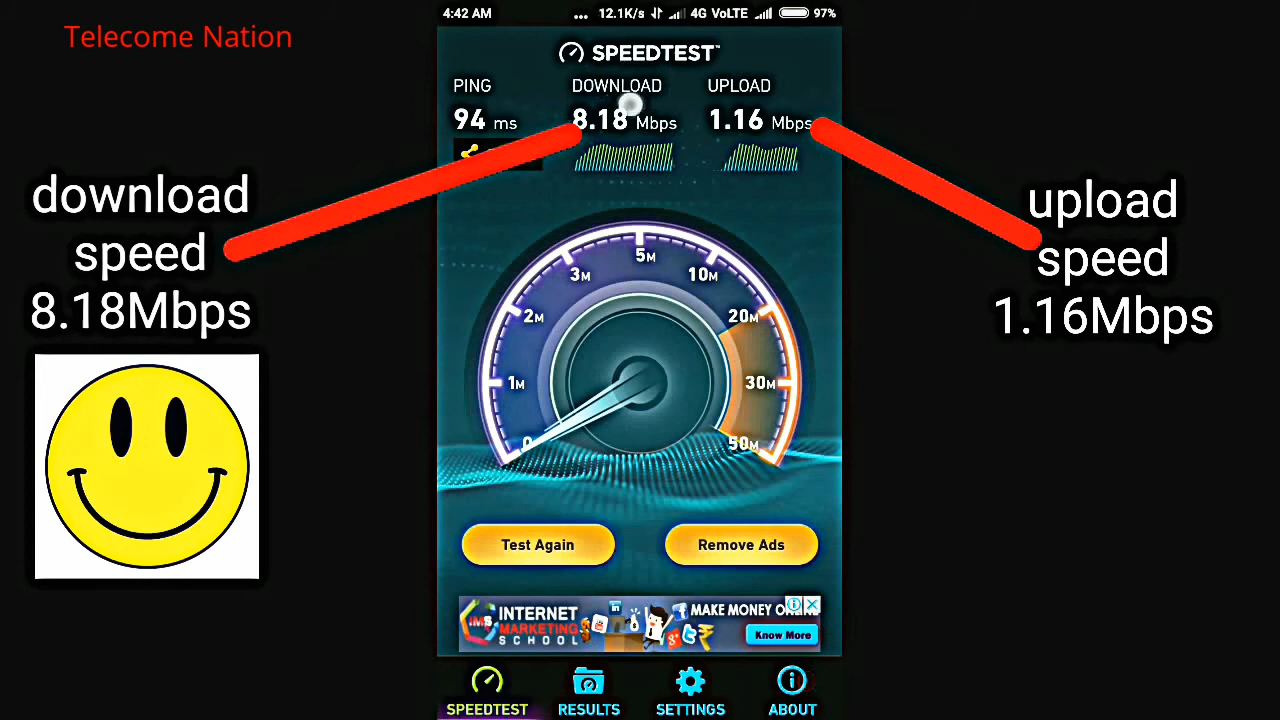 Telecome Nation
4:42 AM ... 12.1K/s 4G VoLTE 97%
SPEEDTEST™
PING DOWNLOAD UPLOAD
94 ms 8.18 Mbps 1.16 Mbps
download
speed
8.18Mbps
upload
speed
1.16Mbps
5M
3M 10M
2M 20M
1M 30M
0 50M
Test Again Remove Ads
IMS INTERNET
MARKETING
SCHOOL
MAKE MONEY ONLINE
Know More
SPEEDTEST RESULTS SETTINGS ABOUT